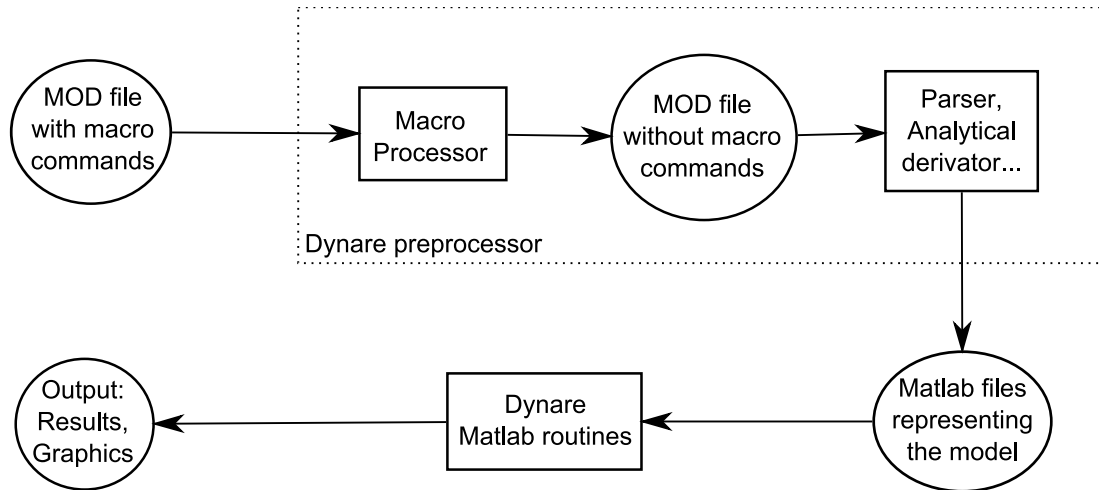 MOD file
with macro
commands
Macro
Processor
MOD file
without macro
commands
Parser,
Analytical
derivator...
Dynare preprocessor
Matlab files
representing
the model
Dynare
Matlab routines
Output:
Results,
Graphics